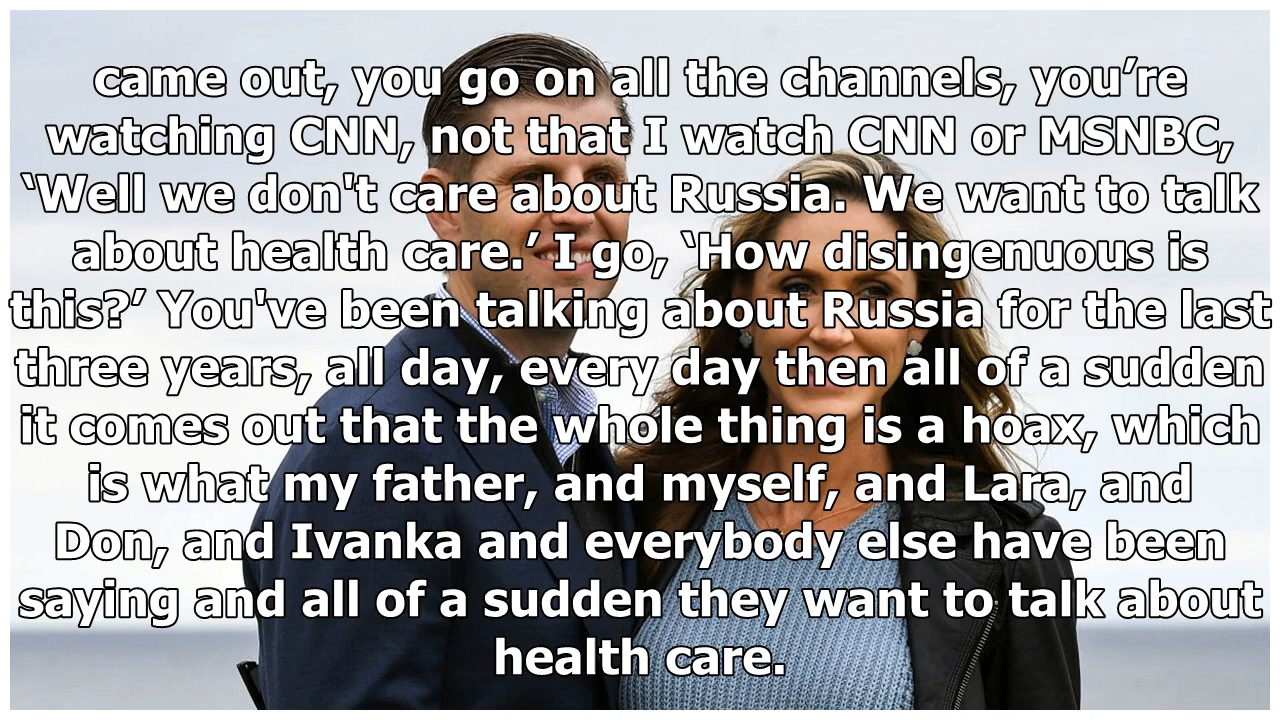 came out, you go on all the channels, you’re
watching CNN, not that I watch CNN or MSNBC,
‘Well we don't care about Russia. We want to talk
about health care.’ I go, ‘How disingenuous is
this?’ You've been talking about Russia for the last
three years, all day, every day then all of a sudden
it comes out that the whole thing is a hoax, which
is what my father, and myself, and Lara, and
Don, and Ivanka and everybody else have been
saying and all of a sudden they want to talk about
health care.